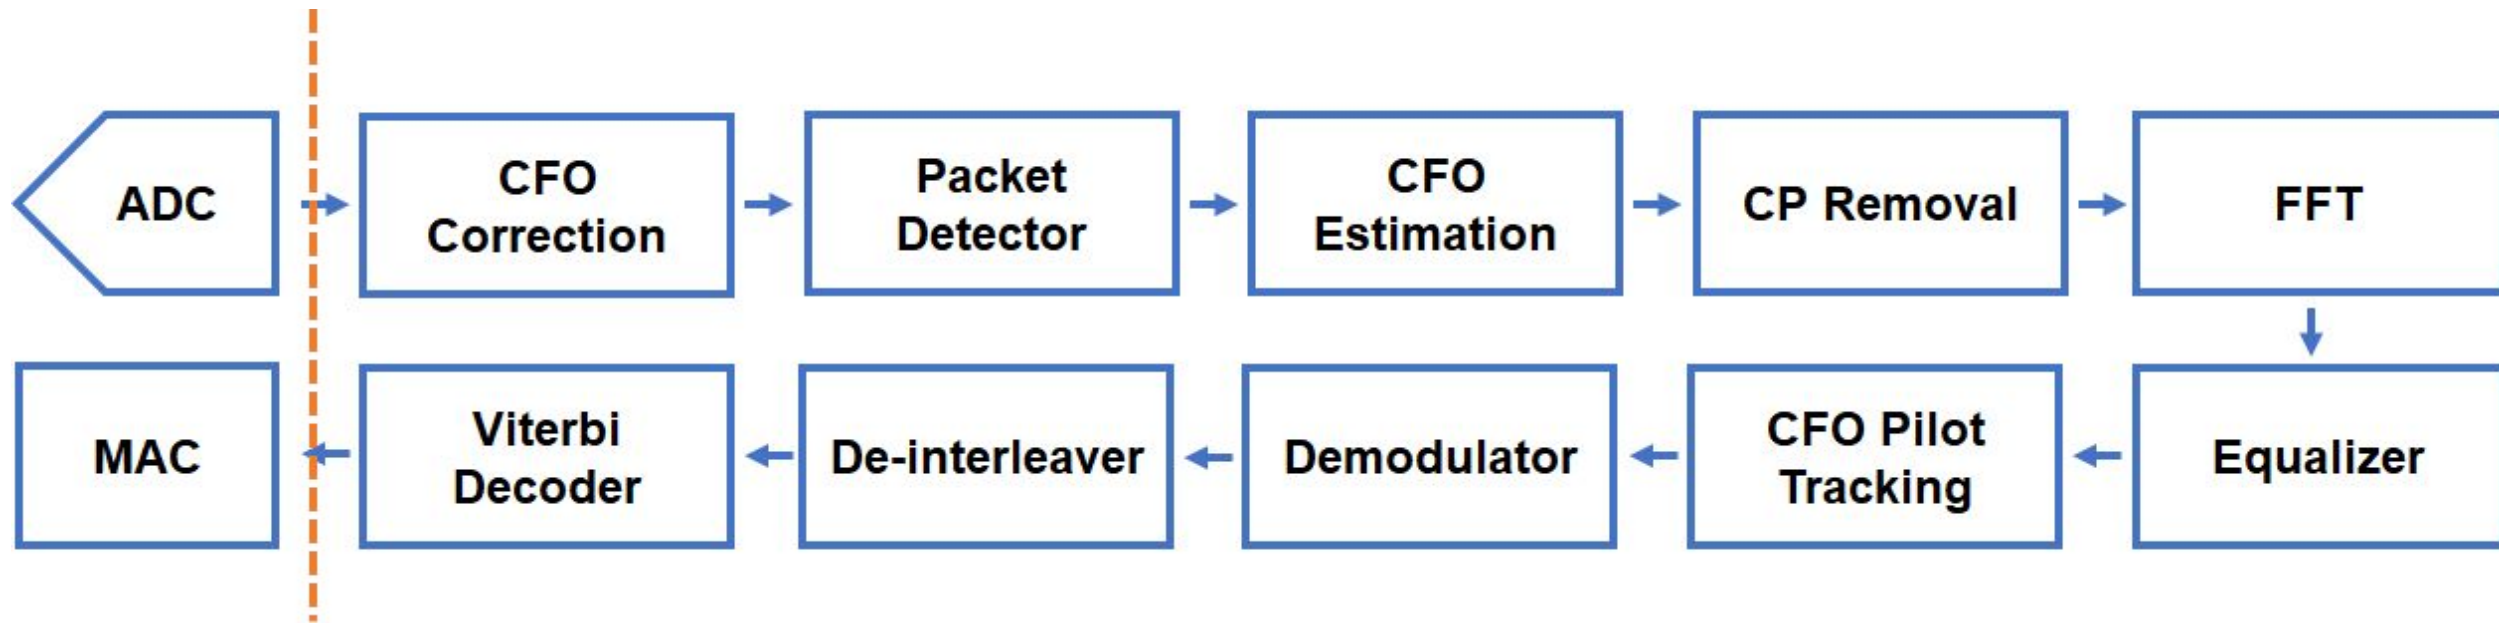 ADC
CFO
Correction
Packet
Detector
CFO
Estimation
CP Removal
FFT
MAC
Viterbi
Decoder
De-interleaver
Demodulator
CFO Pilot
Tracking
Equalizer